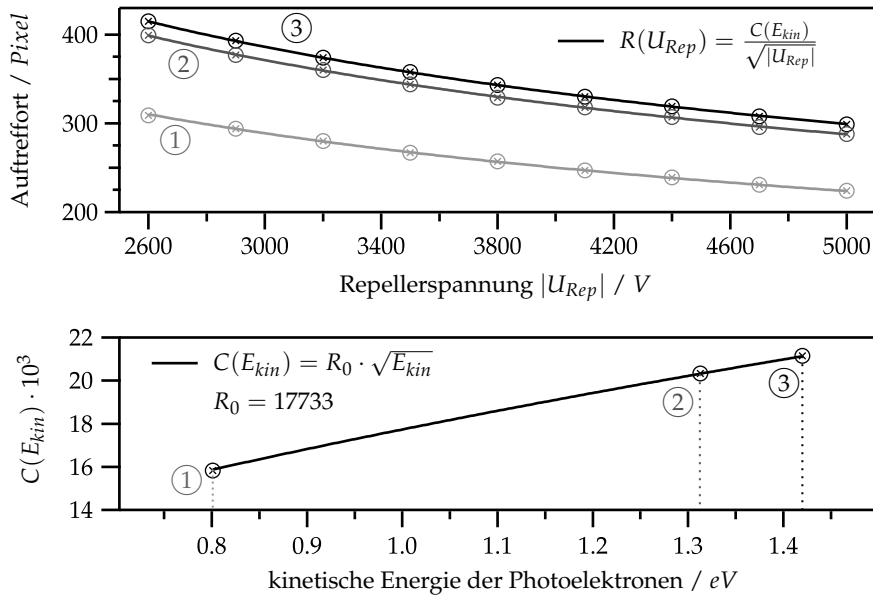 Auftreffort / Pixel
400
300
200
③
②
①
R(U_Rep) = C(E_kin) / √|U_Rep|
2600 3000 3400 3800 4200 4600 5000
Repellerspannung |U_Rep| / V
C(E_kin) · 10³
22
20
18
16
14
C(E_kin) = R₀ · √E_kin
R₀ = 17733
①
②
③
0.8 0.9 1.0 1.1 1.2 1.3 1.4
kinetische Energie der Photoelektronen / eV